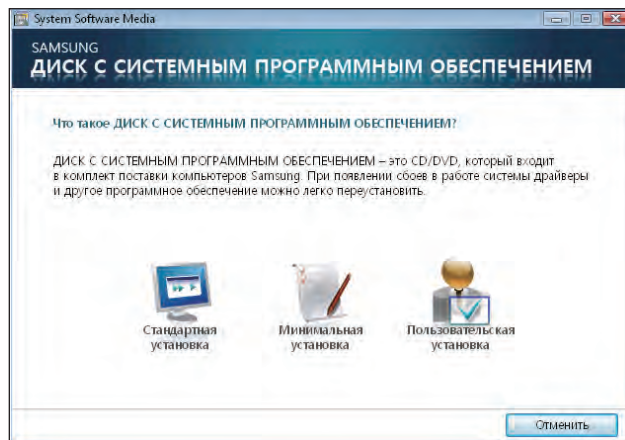 System Software Media
SAMSUNG
ДИСК С СИСТЕМНЫМ ПРОГРАММНЫМ ОБЕСПЕЧЕНИЕМ
Что такое ДИСК С СИСТЕМНЫМ ПРОГРАММНЫМ ОБЕСПЕЧЕНИЕМ?
ДИСК С СИСТЕМНЫМ ПРОГРАММНЫМ ОБЕСПЕЧЕНИЕМ – это CD/DVD, который входит
в комплект поставки компьютеров Samsung. При появлении сбоев в работе системы драйверы
и другое программное обеспечение можно легко переустановить.
Стандартная
установка
Минимальная
установка
Пользовательская
установка
Отменить